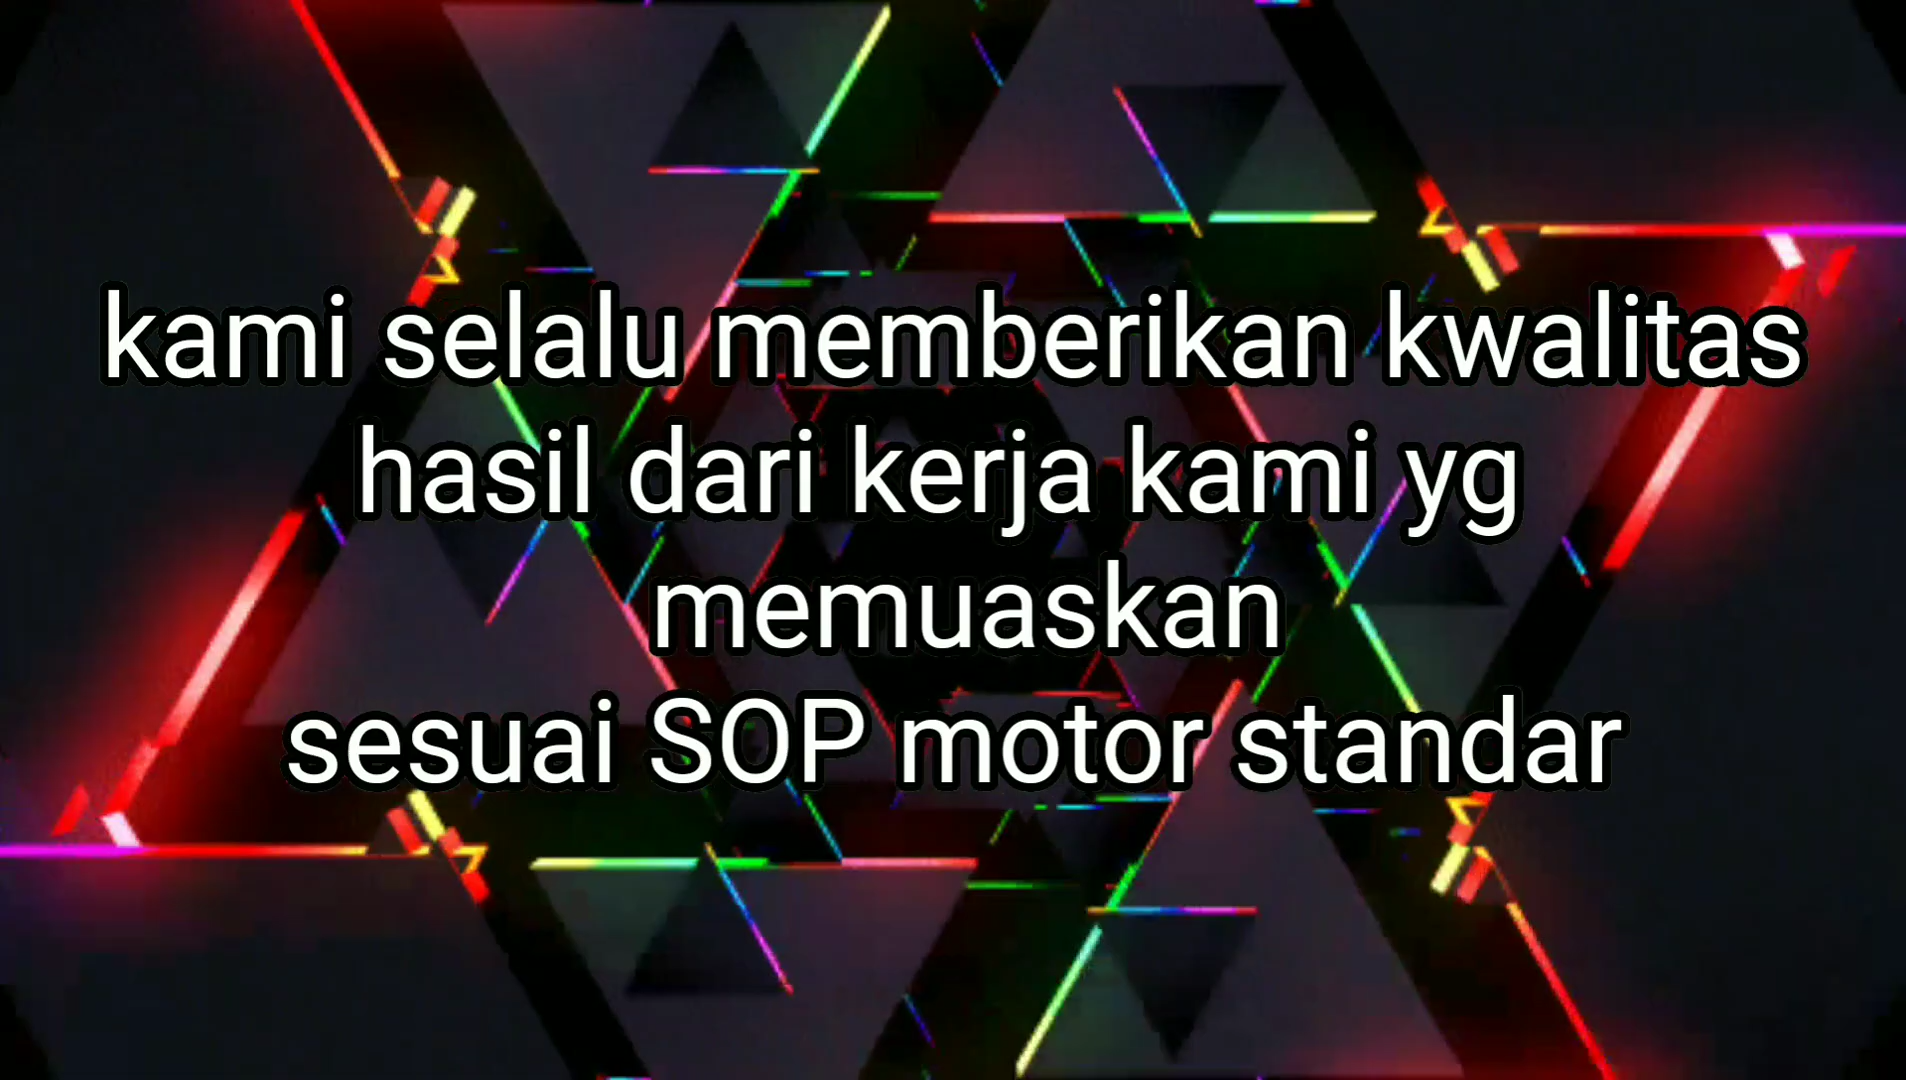 kami selalu memberikan kwalitas
hasil dari kerja kami yg
memuaskan
sesuai SOP motor standar